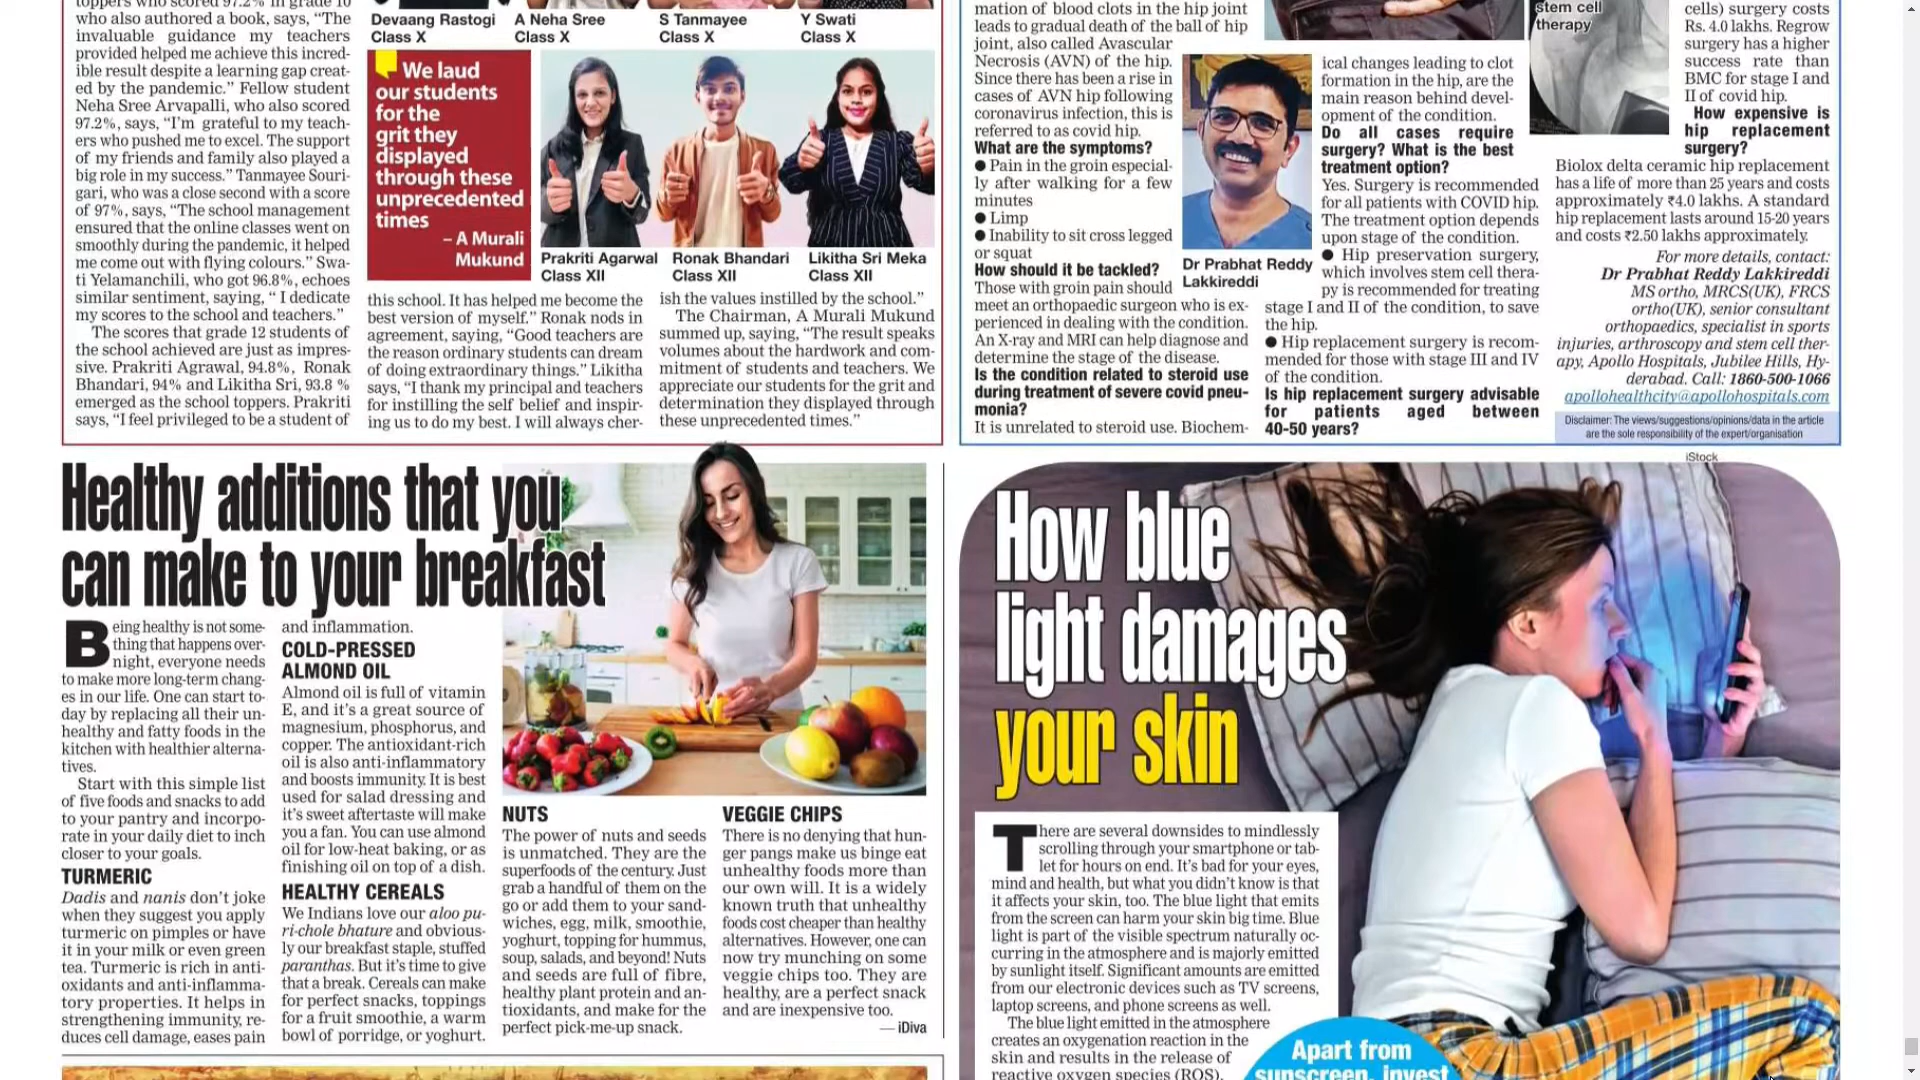 toppers who scored 97.2% in grade 10
who also authored a book, says, “The
invaluable guidance my teachers
provided helped me achieve this incred-
ible result despite a learning gap creat-
ed by the pandemic.” Fellow student
Neha Sree Arvapalli, who also scored
97.2%, says, “I’m grateful to my teach-
ers who pushed me to excel. The support
of my friends and family also played a
big role in my success.” Tanmayee Souri-
gari, who was a close second with a score
of 97%, says, “The school management
ensured that the online classes went on
smoothly during the pandemic, it helped
me come out with flying colours.” Swa-
ti Yelamanchili, who got 96.8%, echoes
similar sentiment, saying, “ I dedicate
my scores to the school and teachers.”
The scores that grade 12 students of
the school achieved are just as impres-
sive. Prakriti Agrawal, 94.8%, Ronak
Bhandari, 94% and Likitha Sri, 93.8 %
emerged as the school toppers. Prakriti
says, “I feel privileged to be a student of
Devaang Rastogi
Class X
A Neha Sree
Class X
S Tanmayee
Class X
Y Swati
Class X
We laud
our students
for the
grit they
displayed
through these
unprecedented
times
– A Murali
Mukund
Prakriti Agarwal
Class XII
Ronak Bhandari
Class XII
Likitha Sri Meka
Class XII
this school. It has helped me become the
best version of myself.” Ronak nods in
agreement, saying, “Good teachers are
the reason ordinary students can dream
of doing extraordinary things.” Likitha
says, “I thank my principal and teachers
for instilling the self belief and inspir-
ing us to do my best. I will always cher-
ish the values instilled by the school.”
The Chairman, A Murali Mukund
summed up, saying, “The result speaks
volumes about the hardwork and com-
mitment of students and teachers. We
appreciate our students for the grit and
determination they displayed through
these unprecedented times.”
mation of blood clots in the hip joint
leads to gradual death of the ball of hip
joint, also called Avascular
Necrosis (AVN) of the hip.
Since there has been a rise in
cases of AVN hip following
coronavirus infection, this is
referred to as covid hip.
What are the symptoms?
● Pain in the groin especial-
ly after walking for a few
minutes
● Limp
● Inability to sit cross legged
or squat
How should it be tackled?
Those with groin pain should
meet an orthopaedic surgeon who is ex-
perienced in dealing with the condition.
An X-ray and MRI can help diagnose and
determine the stage of the disease.
Is the condition related to steroid use
during treatment of severe covid pneu-
monia?
It is unrelated to steroid use. Biochem-
Dr Prabhat Reddy
Lakkireddi
ical changes leading to clot
formation in the hip, are the
main reason behind devel-
opment of the condition.
Do all cases require
surgery? What is the best
treatment option?
Yes. Surgery is recommended
for all patients with COVID hip.
The treatment option depends
upon stage of the condition.
● Hip preservation surgery,
which involves stem cell thera-
py is recommended for treating
stage I and II of the condition, to save
the hip.
● Hip replacement surgery is recom-
mended for those with stage III and IV
of the condition.
Is hip replacement surgery advisable
for patients aged between
40-50 years?
stem cell
therapy
cells) surgery costs
Rs. 4.0 lakhs. Regrow
surgery has a higher
success rate than
BMC for stage I and
II of covid hip.
How expensive is
hip replacement
surgery?
Biolox delta ceramic hip replacement
has a life of more than 25 years and costs
approximately ₹4.0 lakhs. A standard
hip replacement lasts around 15-20 years
and costs ₹2.50 lakhs approximately.
For more details, contact:
Dr Prabhat Reddy Lakkireddi
MS ortho, MRCS(UK), FRCS
ortho(UK), senior consultant
orthopaedics, specialist in sports
injuries, arthroscopy and stem cell ther-
apy, Apollo Hospitals, Jubilee Hills, Hy-
derabad. Call: 1860-500-1066
apollohealthcity@apollohospitals.com
Disclaimer: The views/suggestions/opinions/data in the article
are the sole responsibility of the expert/organisation
Healthy additions that you
can make to your breakfast
Being healthy is not some-
thing that happens over-
night, everyone needs
to make more long-term chang-
es in our life. One can start to-
day by replacing all their un-
healthy and fatty foods in the
kitchen with healthier alterna-
tives.
Start with this simple list
of five foods and snacks to add
to your pantry and incorpo-
rate in your daily diet to inch
closer to your goals.
TURMERIC
Dadis and nanis don’t joke
when they suggest you apply
turmeric on pimples or have
it in your milk or even green
tea. Turmeric is rich in anti-
oxidants and anti-inflamma-
tory properties. It helps in
strengthening immunity, re-
duces cell damage, eases pain
and inflammation.
COLD-PRESSED
ALMOND OIL
Almond oil is full of vitamin
E, and it’s a great source of
magnesium, phosphorus, and
copper. The antioxidant-rich
oil is also anti-inflammatory
and boosts immunity. It is best
used for salad dressing and
it’s sweet aftertaste will make
you a fan. You can use almond
oil for low-heat baking, or as
finishing oil on top of a dish.
HEALTHY CEREALS
We Indians love our aloo pu-
ri-chole bhature and obvious-
ly our breakfast staple, stuffed
paranthas. But it’s time to give
that a break. Cereals can make
for perfect snacks, toppings
for a fruit smoothie, a warm
bowl of porridge, or yoghurt.
NUTS
The power of nuts and seeds
is unmatched. They are the
superfoods of the century. Just
grab a handful of them on the
go or add them to your sand-
wiches, egg, milk, smoothie,
yoghurt, topping for hummus,
soup, salads, and beyond! Nuts
and seeds are full of fibre,
healthy plant protein and an-
tioxidants, and make for the
perfect pick-me-up snack.
VEGGIE CHIPS
There is no denying that hun-
ger pangs make us binge eat
unhealthy foods more than
our own will. It is a widely
known truth that unhealthy
foods cost cheaper than healthy
alternatives. However, one can
now try munching on some
veggie chips too. They are
healthy, are a perfect snack
and are inexpensive too.
— iDiva
iStock
How blue
light damages
your skin
There are several downsides to mindlessly
scrolling through your smartphone or tab-
let for hours on end. It’s bad for your eyes,
mind and health, but what you didn’t know is that
it affects your skin, too. The blue light that emits
from the screen can harm your skin big time. Blue
light is part of the visible spectrum naturally oc-
curring in the atmosphere and is majorly emitted
by sunlight itself. Significant amounts are emitted
from our electronic devices such as TV screens,
laptop screens, and phone screens as well.
The blue light emitted in the atmosphere
creates an oxygenation reaction in the
skin and results in the release of
reactive oxygen species (ROS).
Apart from
sunscreen, invest